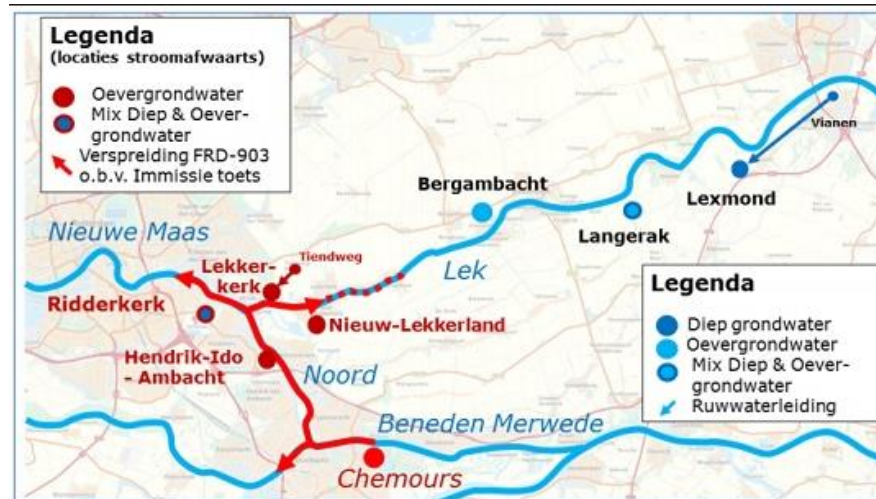 Legenda
(locaties stroomafwaarts)
Oevergrondwater
Mix Diep & Oever-
grondwater
Verspreiding FRD-903
o.b.v. Immissie toets
Vianen
Bergambacht
Lexmond
Langerak
Nieuwe Maas
Lek
Tiendweg
Lekker-
kerk
Ridderkerk
Nieuw-Lekkerland
Hendrik-Ido
- Ambacht
Noord
Beneden Merwede
Chemours
Legenda
Diep grondwater
Oevergrondwater
Mix Diep & Oever-
grondwater
Ruwwaterleiding